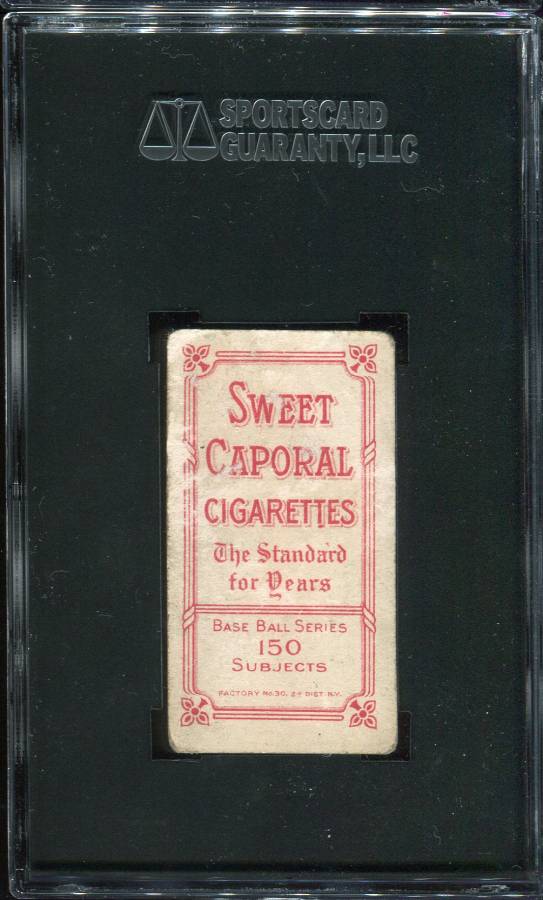 SPORTSCARD
GUARANTY, LLC
SWEET
CAPORAL
CIGARETTES
The Standard
for Years
BASE BALL SERIES
150
SUBJECTS
FACTORY No. 30, 2d DIST. N.Y.